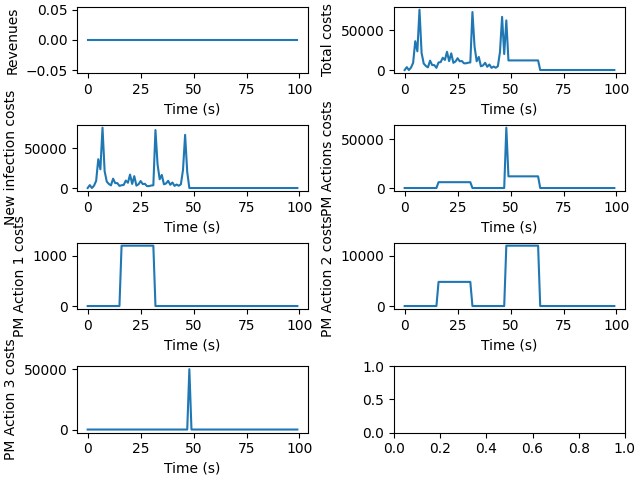 Revenues
0.05
0.00
−0.05
0 25 50 75 100
Time (s)
Total costs
50000
0
0 25 50 75 100
Time (s)
New infection costs
50000
0
0 25 50 75 100
Time (s)
PM Actions costs
50000
0
0 25 50 75 100
Time (s)
PM Action 1 costs
1000
0
0 25 50 75 100
Time (s)
PM Action 2 costs
10000
0
0 25 50 75 100
Time (s)
PM Action 3 costs
50000
0
0 25 50 75 100
Time (s)
1.0
0.5
0.0
0.0 0.2 0.4 0.6 0.8 1.0